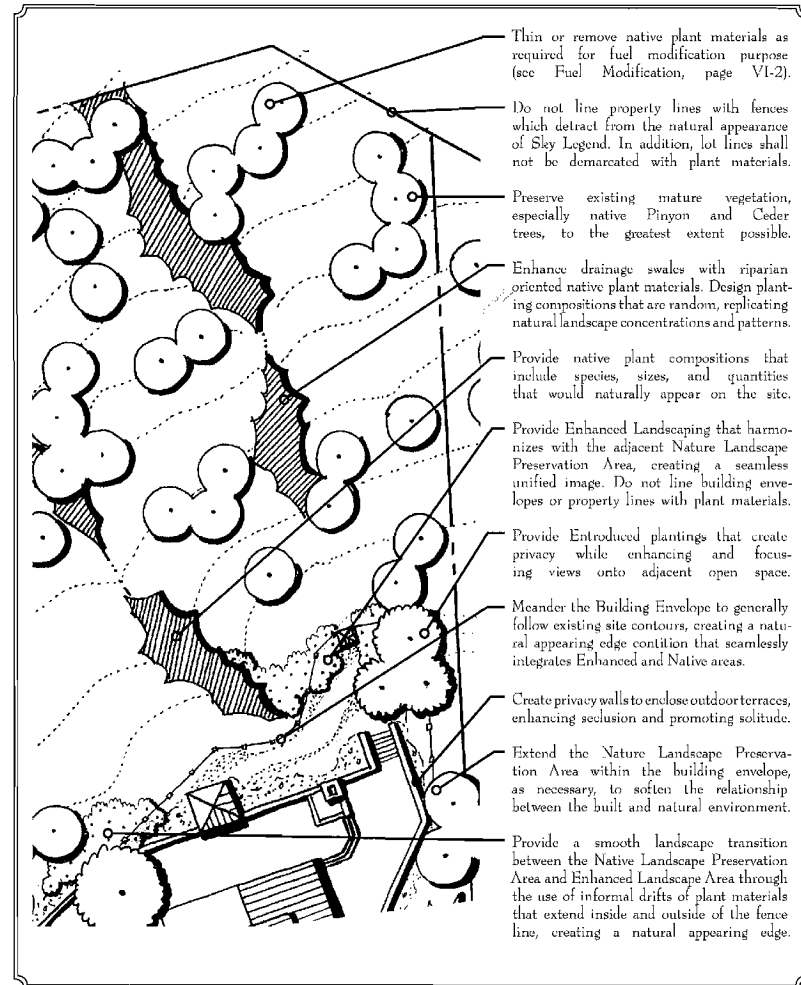 Thin or remove native plant materials as
required for fuel modification purpose
(see Fuel Modification, page VI-2).
Do not line property lines with fences
which detract from the natural appearance
of Sky Legend. In addition, lot lines shall
not be demarcated with plant materials.
Preserve existing mature vegetation,
especially native Pinyon and Ceder
trees, to the greatest extent possible.
Enhance drainage swales with riparian
oriented native plant materials. Design plant-
ing compositions that are random, replicating
natural landscape concentrations and patterns.
Provide native plant compositions that
include species, sizes, and quantities
that would naturally appear on the site.
Provide Enhanced Landscaping that harmo-
nizes with the adjacent Nature Landscape
Preservation Area, creating a seamless
unified image. Do not line building enve-
lopes or property lines with plant materials.
Provide Entroduced plantings that create
privacy while enhancing and focus-
ing views onto adjacent open space.
Meander the Building Envelope to generally
follow existing site contours, creating a natu-
ral appearing edge contition that seamlessly
integrates Enhanced and Native areas.
Create privacy walls to enclose outdoor terraces,
enhancing seclusion and promoting solitude.
Extend the Nature Landscape Preserva-
tion Area within the building envelope,
as necessary, to soften the relationship
between the built and natural environment.
Provide a smooth landscape transition
between the Native Landscape Preservation
Area and Enhanced Landscape Area through
the use of informal drifts of plant materials
that extend inside and outside of the fence
line, creating a natural appearing edge.